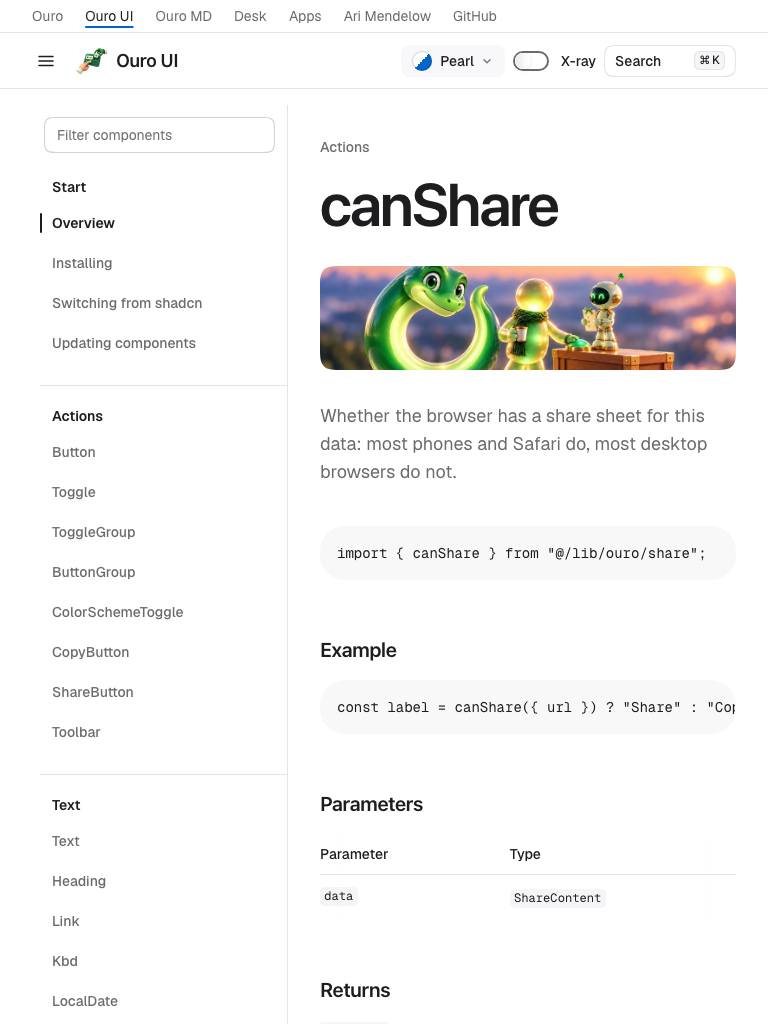 Ouro
Ouro UI
Ouro MD
Desk
Apps
Ari Mendelow
GitHub
Ouro UI
Pearl
X-ray
Search
⌘ K
Filter components
Start
Overview
Installing
Switching from shadcn
Updating components
Actions
Button
Toggle
ToggleGroup
ButtonGroup
ColorSchemeToggle
CopyButton
ShareButton
Toolbar
Text
Text
Heading
Link
Kbd
LocalDate
Actions
canShare
Whether the browser has a share sheet for this
data: most phones and Safari do, most desktop
browsers do not.
import { canShare } from "@/lib/ouro/share";
Example
const label = canShare({ url }) ? "Share" : "Cop
Parameters
Parameter
Type
data
ShareContent
Returns